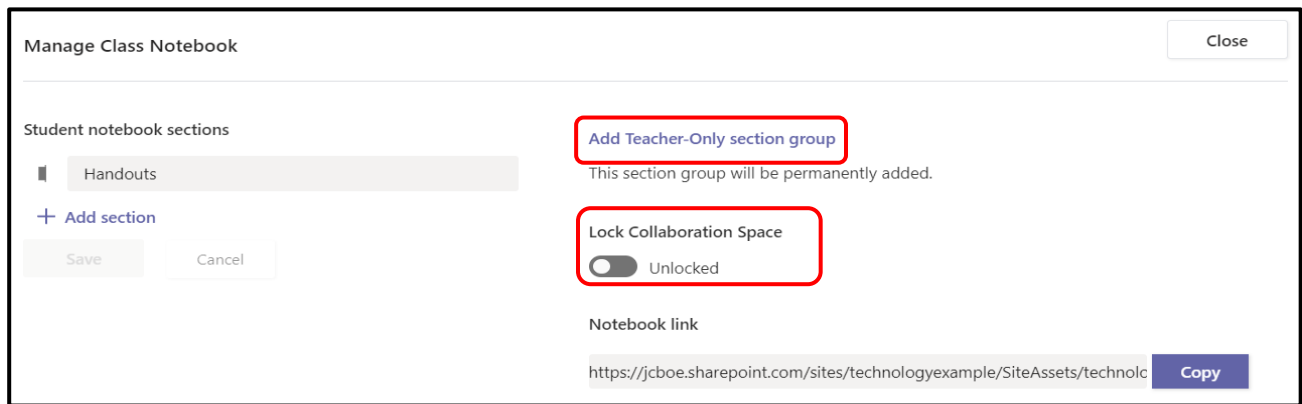 Manage Class Notebook
Close
Student notebook sections
Handouts
+ Add section
Save
Cancel
Add Teacher-Only section group
This section group will be permanently added.
Lock Collaboration Space
Unlocked
Notebook link
https://jcboe.sharepoint.com/sites/technologyexample/SiteAssets/technolo
Copy